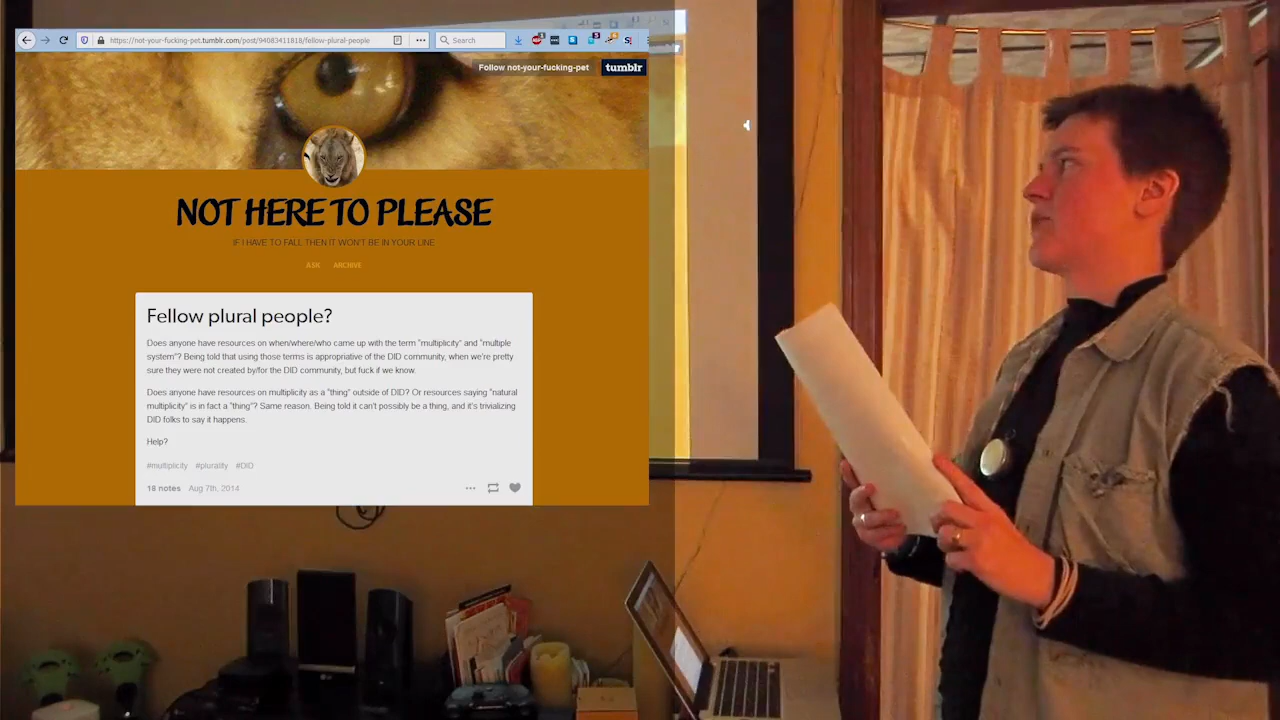 https://not-your-fucking-pet.tumblr.com/post/94083411818/fellow-plural-people
Search
Follow not-your-fucking-pet
tumblr
NOT HERE TO PLEASE
IF I HAVE TO FALL THEN IT WON'T BE IN YOUR LINE
ASK ARCHIVE
Fellow plural people?
Does anyone have resources on when/where/who came up with the term “multiplicity” and “multiple
system”? Being told that using those terms is appropriative of the DID community, when we’re pretty
sure they were not created by/for the DID community, but fuck if we know.
Does anyone have resources on multiplicity as a “thing” outside of DID? Or resources saying “natural
multiplicity” is in fact a “thing”? Same reason. Being told it can’t possibly be a thing, and it’s trivializing
DID folks to say it happens.
Help?
#multiplicity #plurality #DID
18 notes Aug 7th, 2014